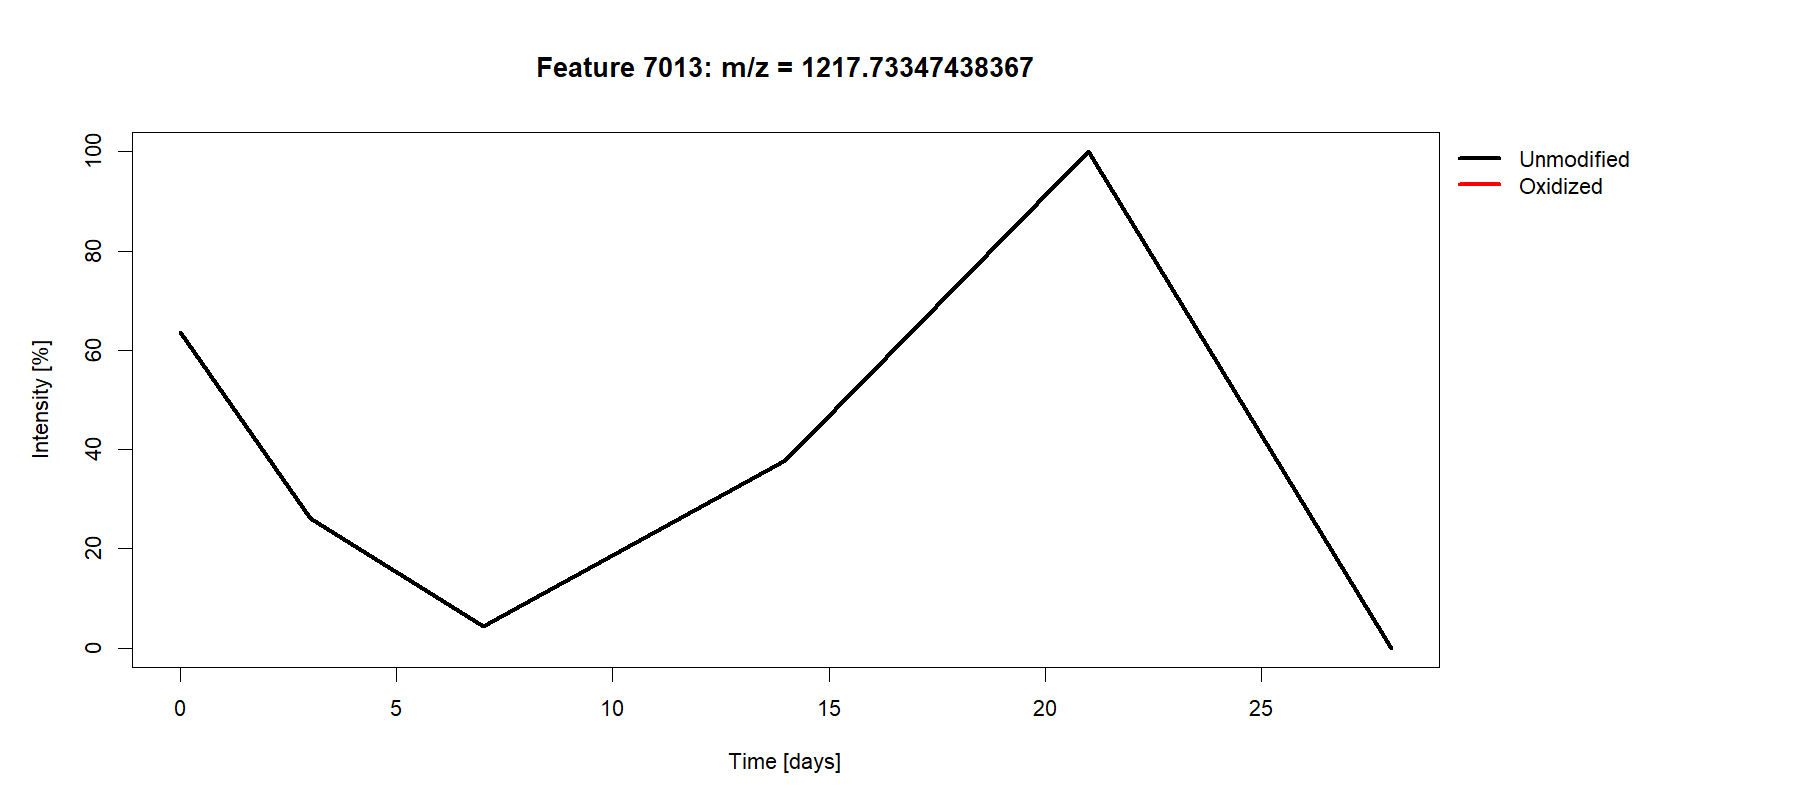 Feature 7013: m/z = 1217.73347438367
Unmodified
Oxidized
Intensity [%]
100
80
60
40
20
0
0 5 10 15 20 25
Time [days]